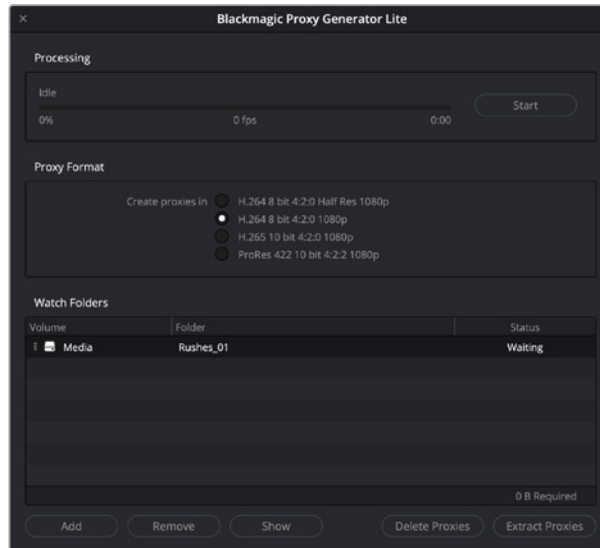 Blackmagic Proxy Generator Lite
Processing
Idle
0% 0 fps 0:00
Start
Proxy Format
Create proxies in H.264 8 bit 4:2:0 Half Res 1080p
H.264 8 bit 4:2:0 1080p
H.265 10 bit 4:2:0 1080p
ProRes 422 10 bit 4:2:2 1080p
Watch Folders
Volume Folder Status
Media Rushes_01 Waiting
0 B Required
Add Remove Show Delete Proxies Extract Proxies